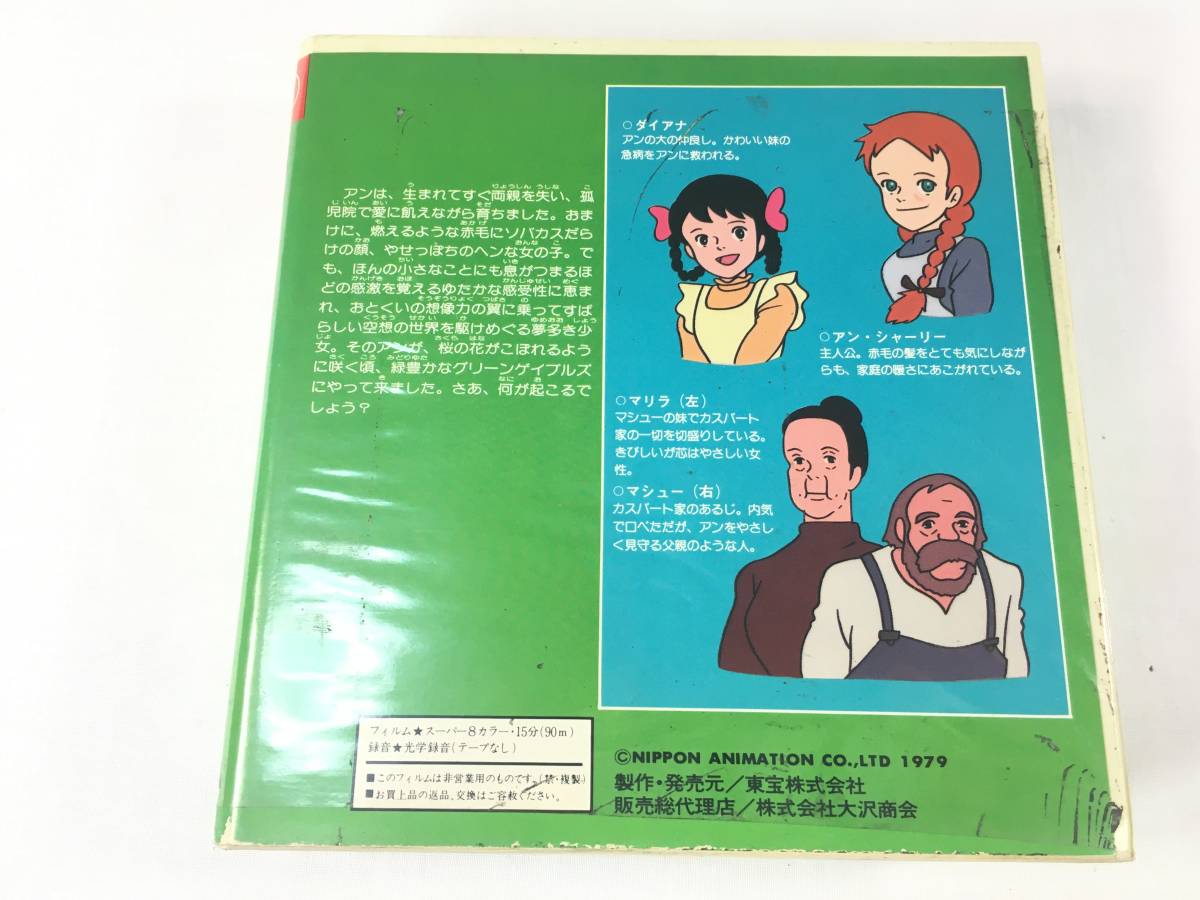 アンは、生まれてすぐ両親を失い、孤
児院で愛に飢えながら育ちました。おま
けに、燃えるような赤毛にソバカスだら
けの顔、やせっぽちのヘンな女の子。で
も、ほんの小さなことにも息がつまるほ
どの感激を覚えるゆたかな感受性に恵ま
れ、おとくいの想像力の翼に乗ってすば
らしい空想の世界を駆けめぐる夢多き少
女。そのアンが、桜の花がこぼれるよう
に咲く頃、緑豊かなグリーンゲイブルズ
にやって来ました。さあ、何が起こるで
しょう?
○ダイアナ
アンの大の仲良し。かわいい妹の
急病をアンに救われる。
○アン・シャーリー
主人公。赤毛の髪をとても気にしなが
らも、家庭の暖さにあこがれている。
○マリラ(左)
マシューの妹でカスバート
家の一切を切盛りしている。
きびしいが芯はやさしい女
性。
○マシュー(右)
カスバート家のあるじ。内気
で口べただが、アンをやさし
く見守る父親のような人。
フィルム★スーパー8カラー・15分(90m)
録音★光学録音(テープなし)
■このフィルムは非営業用のものです。(禁・複製)
■お買上品の返品、交換はご容赦ください。
©NIPPON ANIMATION CO.,LTD 1979
製作・発売元/東宝株式会社
販売総代理店/株式会社大沢商会